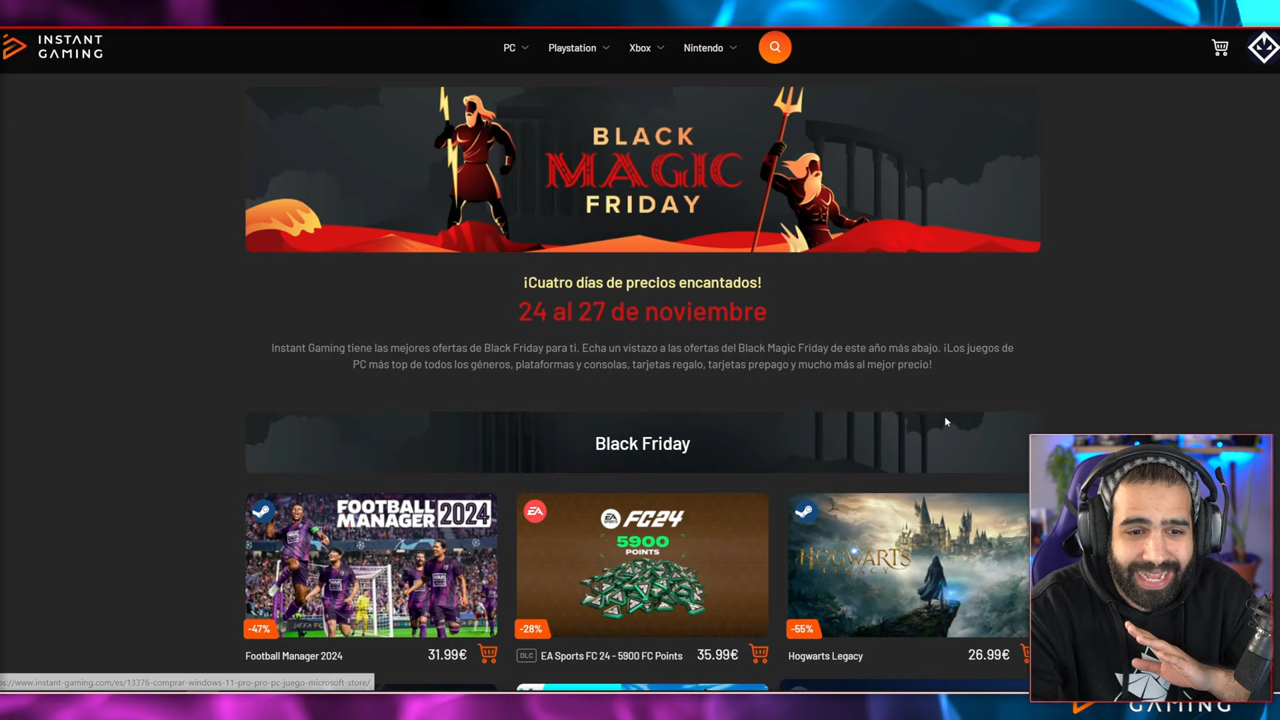 INSTANT
GAMING
PC
Playstation
Xbox
Nintendo
BLACK
MAGIC
FRIDAY
¡Cuatro días de precios encantados!
24 al 27 de noviembre
Instant Gaming tiene las mejores ofertas de Black Friday para ti. Echa un vistazo a las ofertas del Black Magic Friday de este año más abajo. ¡Los juegos de
PC más top de todos los géneros, plataformas y consolas, tarjetas regalo, tarjetas prepago y mucho más al mejor precio!
Black Friday
FOOTBALL
MANAGER 2024
-47%
Football Manager 2024
31.99€
EA
EA FC24
5900
POINTS
-28%
DLC
EA Sports FC 24 - 5900 FC Points
35.99€
HOGWARTS
LEGACY
-55%
Hogwarts Legacy
26.99€
ps://www.instant-gaming.com/es/13376-comprar-windows-11-pro-pro-pc-juego-microsoft-store/
GAMING